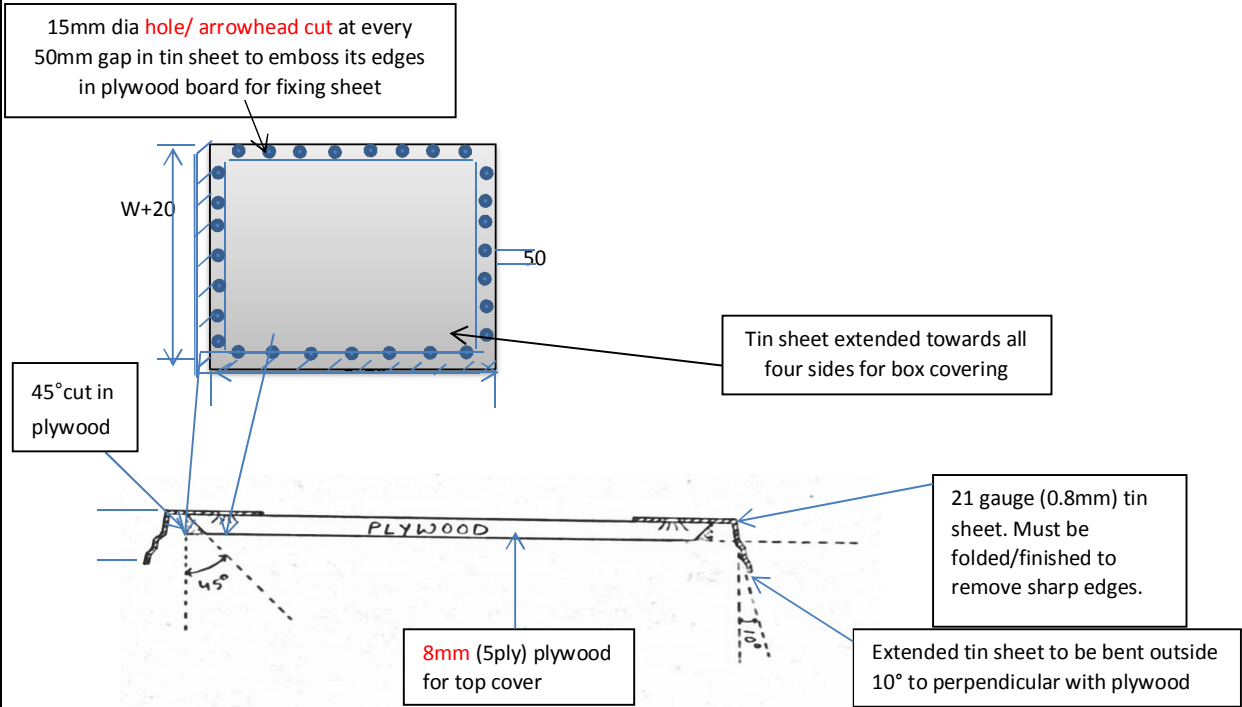 15mm dia hole/ arrowhead cut at every
50mm gap in tin sheet to emboss its edges
in plywood board for fixing sheet
W+20
50
Tin sheet extended towards all
four sides for box covering
45°cut in
plywood
PLYWOOD
45°
10°
21 gauge (0.8mm) tin
sheet. Must be
folded/finished to
remove sharp edges.
8mm (5ply) plywood
for top cover
Extended tin sheet to be bent outside
10° to perpendicular with plywood